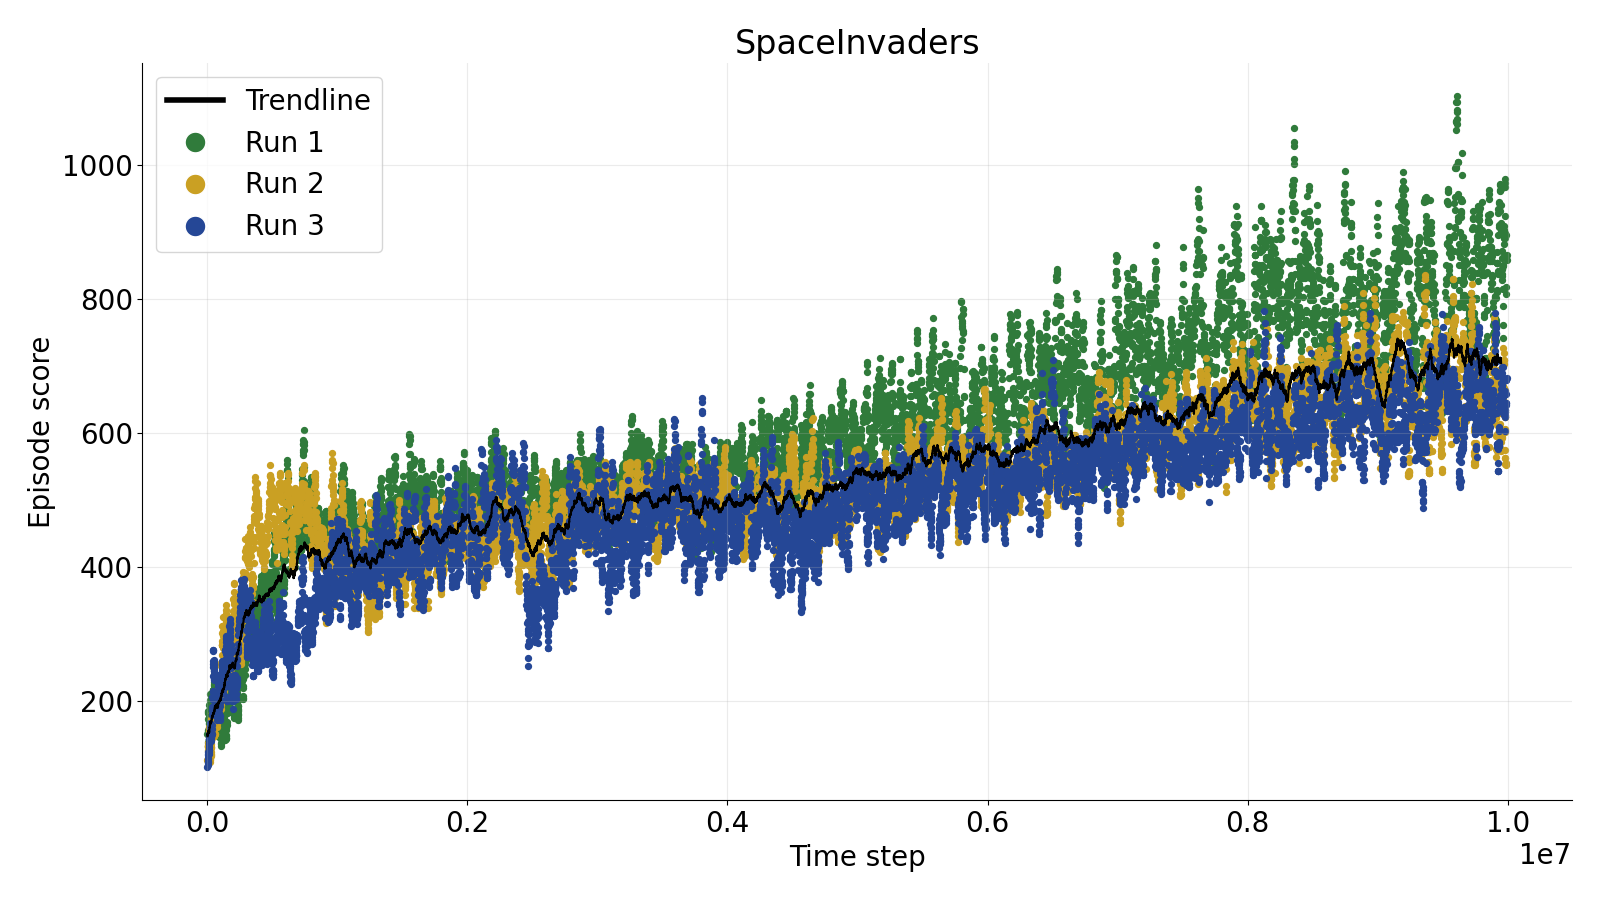 SpaceInvaders
Trendline
Run 1
Run 2
Run 3
1000
800
600
400
200
Episode score
0.0 0.2 0.4 0.6 0.8 1.0
1e7
Time step